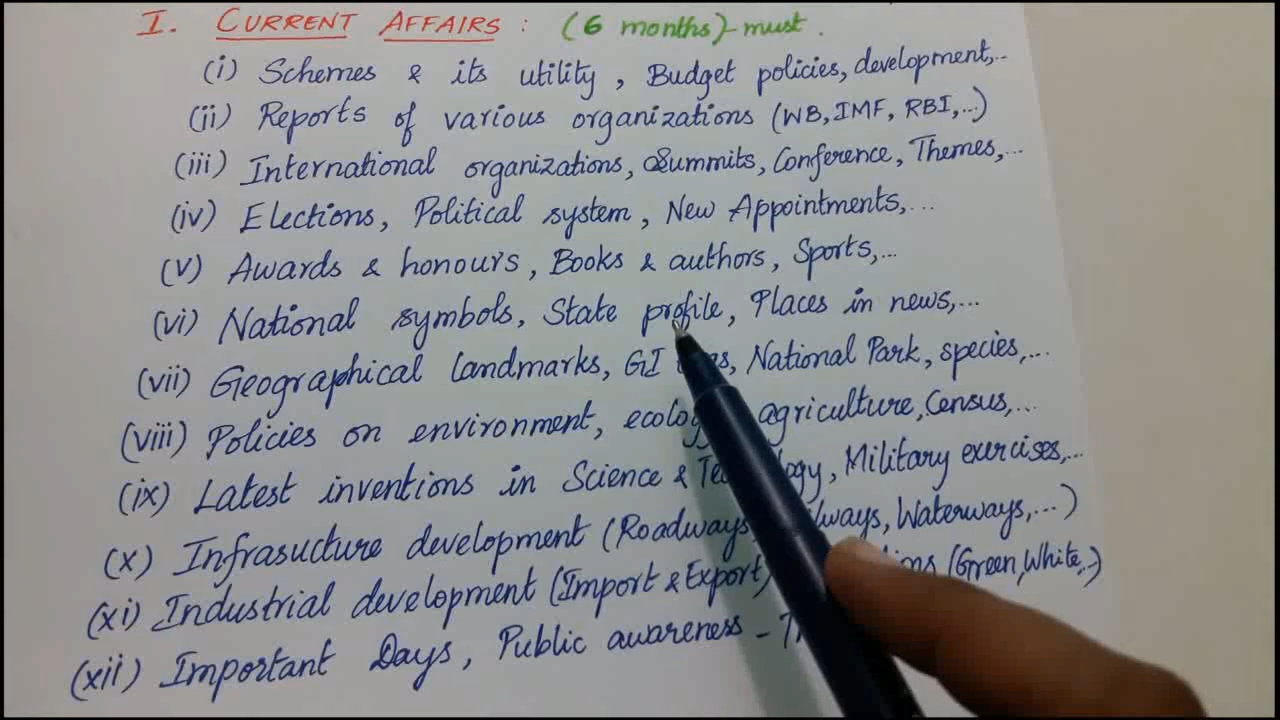 I. CURRENT AFFAIRS: (6 months)-must.
(i) Schemes & its utility, Budget policies, development,..
(ii) Reports of various organizations (WB, IMF, RBI,...)
(iii) International organizations, Summits, Conference, Themes,...
(iv) Elections, Political system, New Appointments,...
(v) Awards & honours, Books & authors, Sports,...
(vi) National symbols, State profile, Places in news,...
(vii) Geographical landmarks, GI National Park, species,...
(viii) Policies on environment, agriculture, Census,...
(ix) Latest inventions in Science & Military exercises,...
(x) Infrasucture development (Roadways, Waterways,...)
(xi) Industrial development (Import & Export) (Green, White,..)
(xii) Important Days, Public awareness -